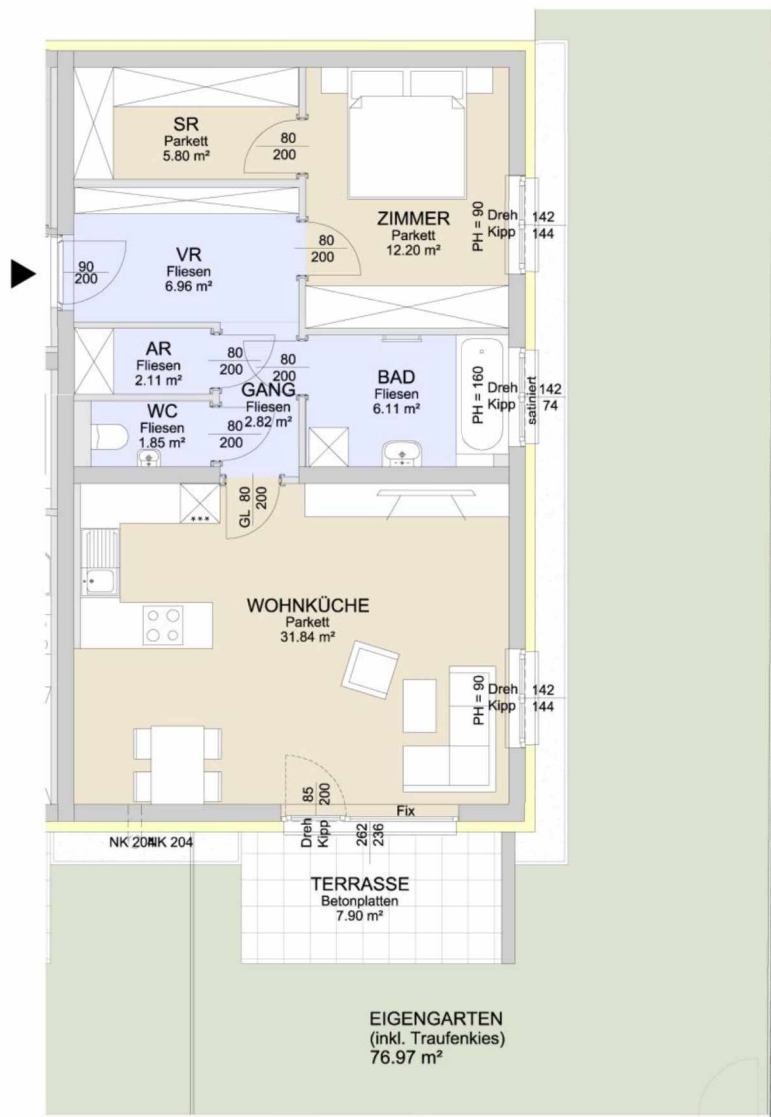 SR
Parkett
5.80 m²
80
200
ZIMMER
Parkett
12.20 m²
PH = 90
Dreh
Kipp
142
144
VR
Fliesen
6.96 m²
80
200
90
200
AR
Fliesen
2.11 m²
80
200
80
200
GANG
Fliesen
2.82 m²
BAD
Fliesen
6.11 m²
PH = 160
Dreh
Kipp
satiniert
142
74
WC
Fliesen
1.85 m²
80
200
GL
80
200
WOHNKÜCHE
Parkett
31.84 m²
PH = 90
Dreh
Kipp
142
144
85
200
Fix
Dreh
Kipp
262
236
NK 204
NK 204
TERRASSE
Betonplatten
7.90 m²
EIGENGARTEN
(inkl. Traufenkies)
76.97 m²